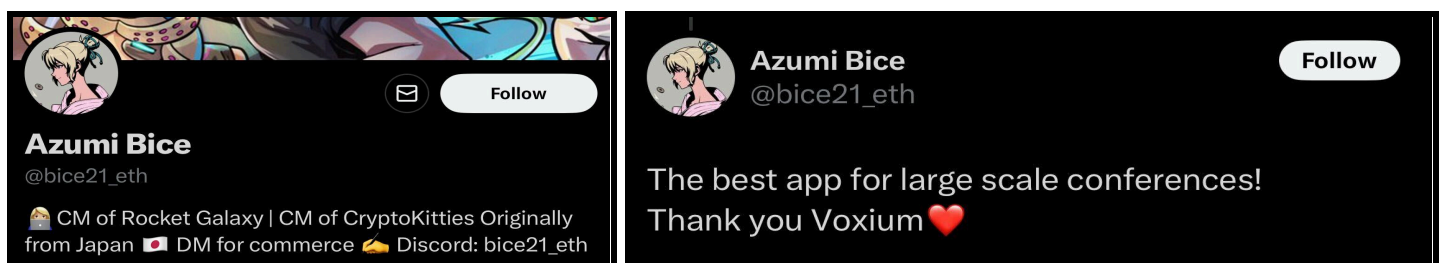 Follow
Azumi Bice
@bice21_eth
👩🏼‍💻 CM of Rocket Galaxy | CM of CryptoKitties Originally
from Japan 🇯🇵 DM for commerce ✍️ Discord: bice21_eth
Azumi Bice
Follow
@bice21_eth
The best app for large scale conferences!
Thank you Voxium❤️